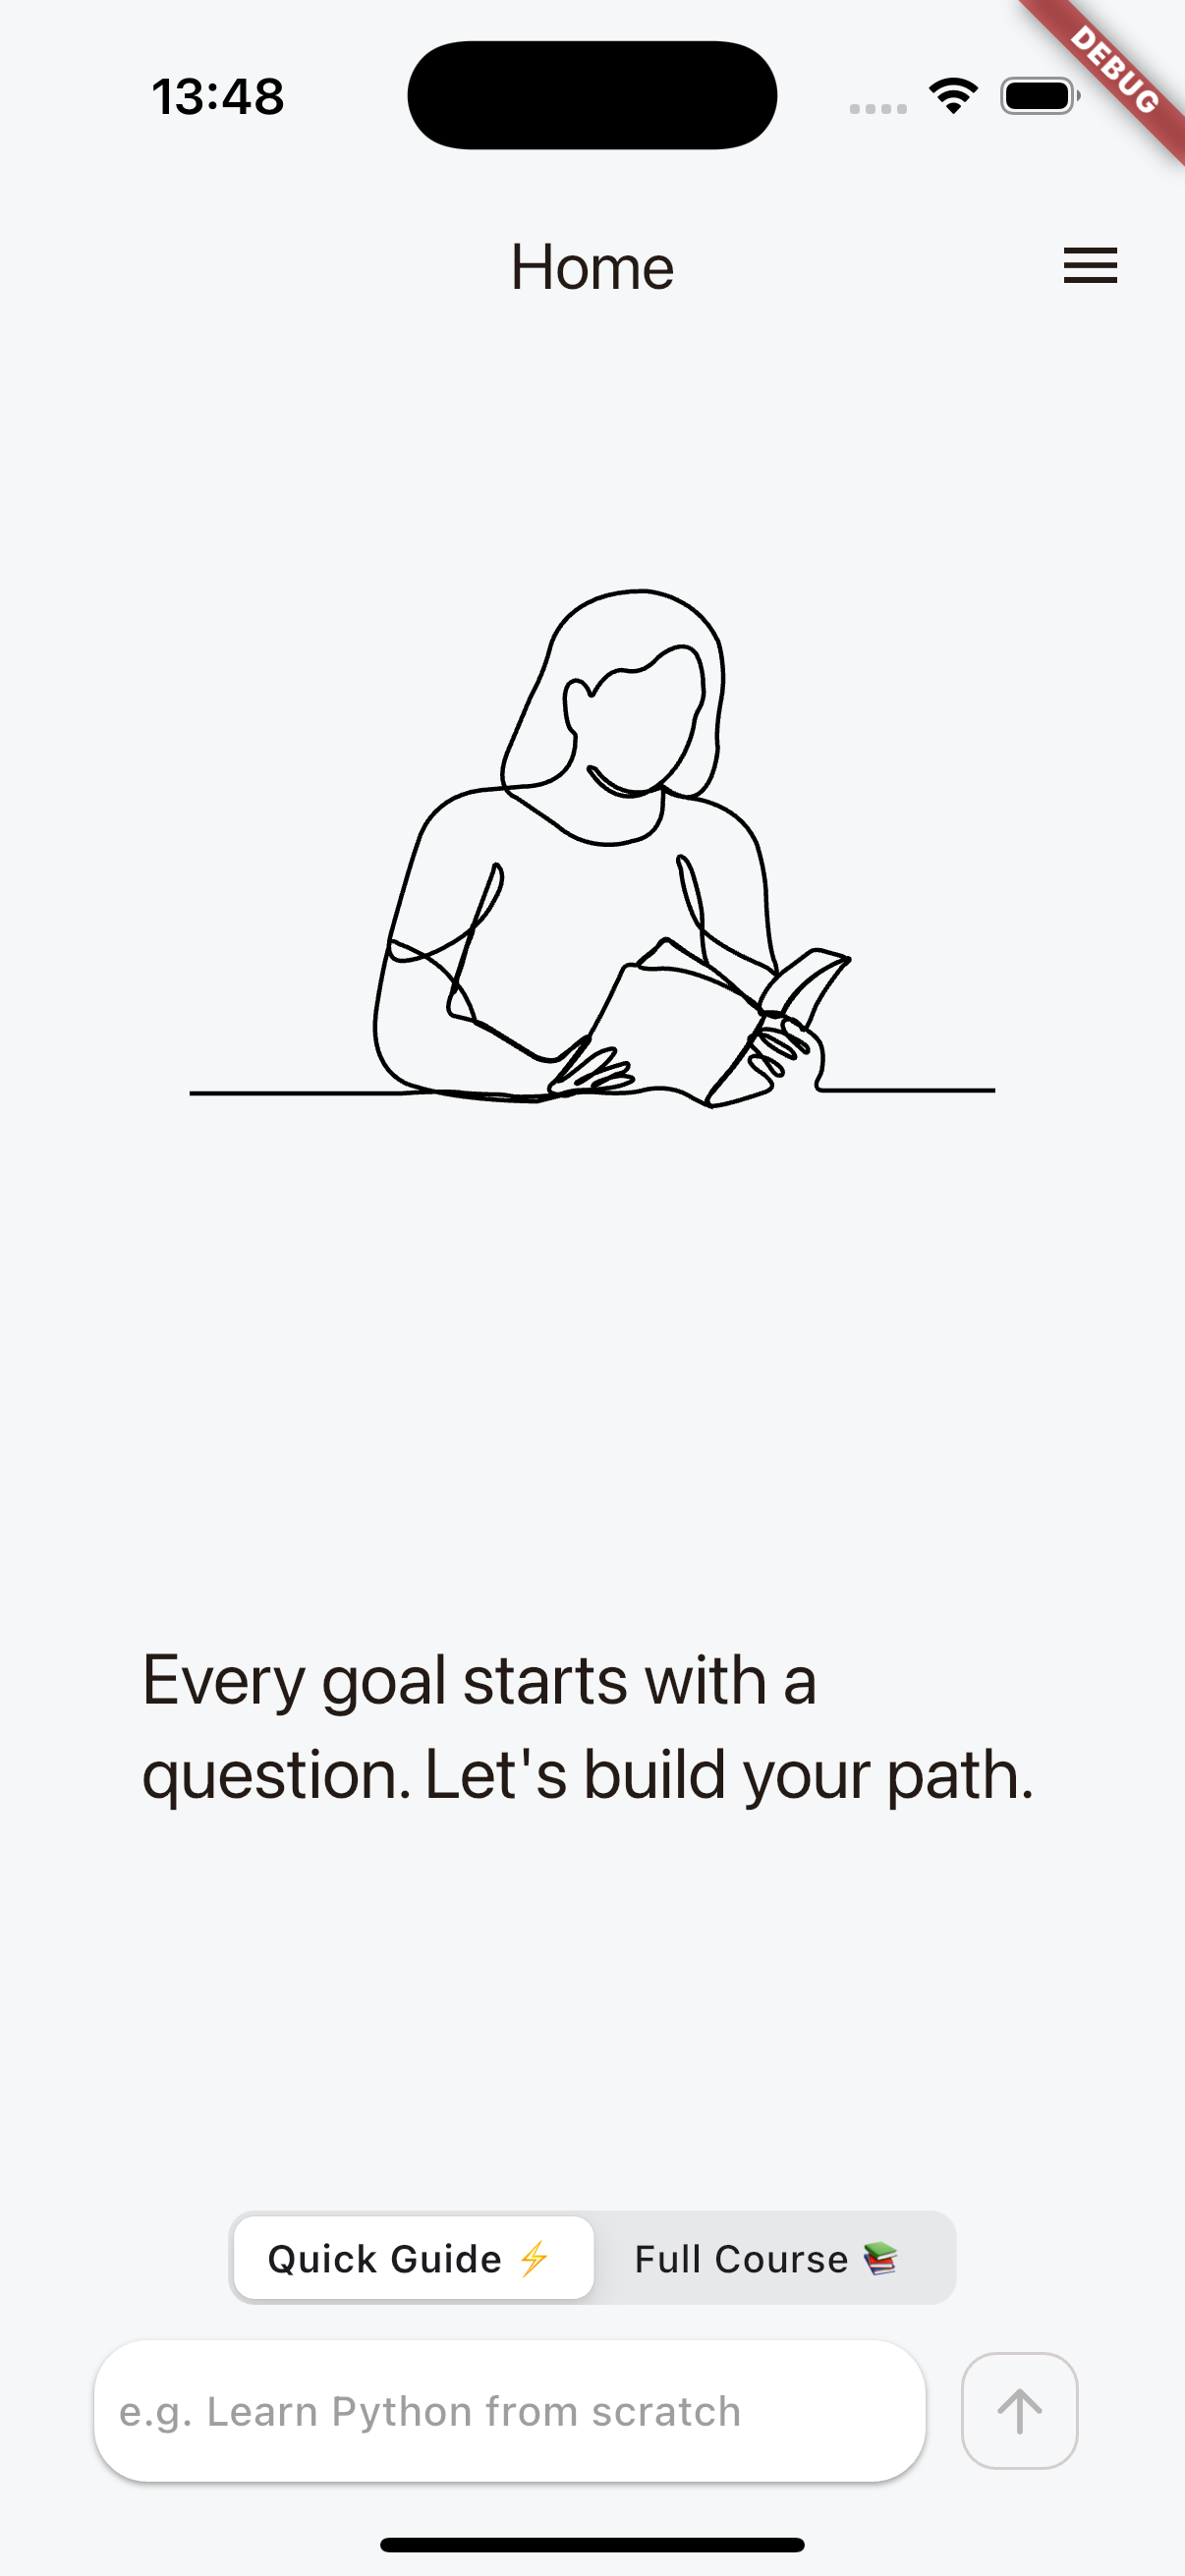 13:48
DEBUG
Home
Every goal starts with a
question. Let's build your path.
Quick Guide ⚡
Full Course 📚
e.g. Learn Python from scratch